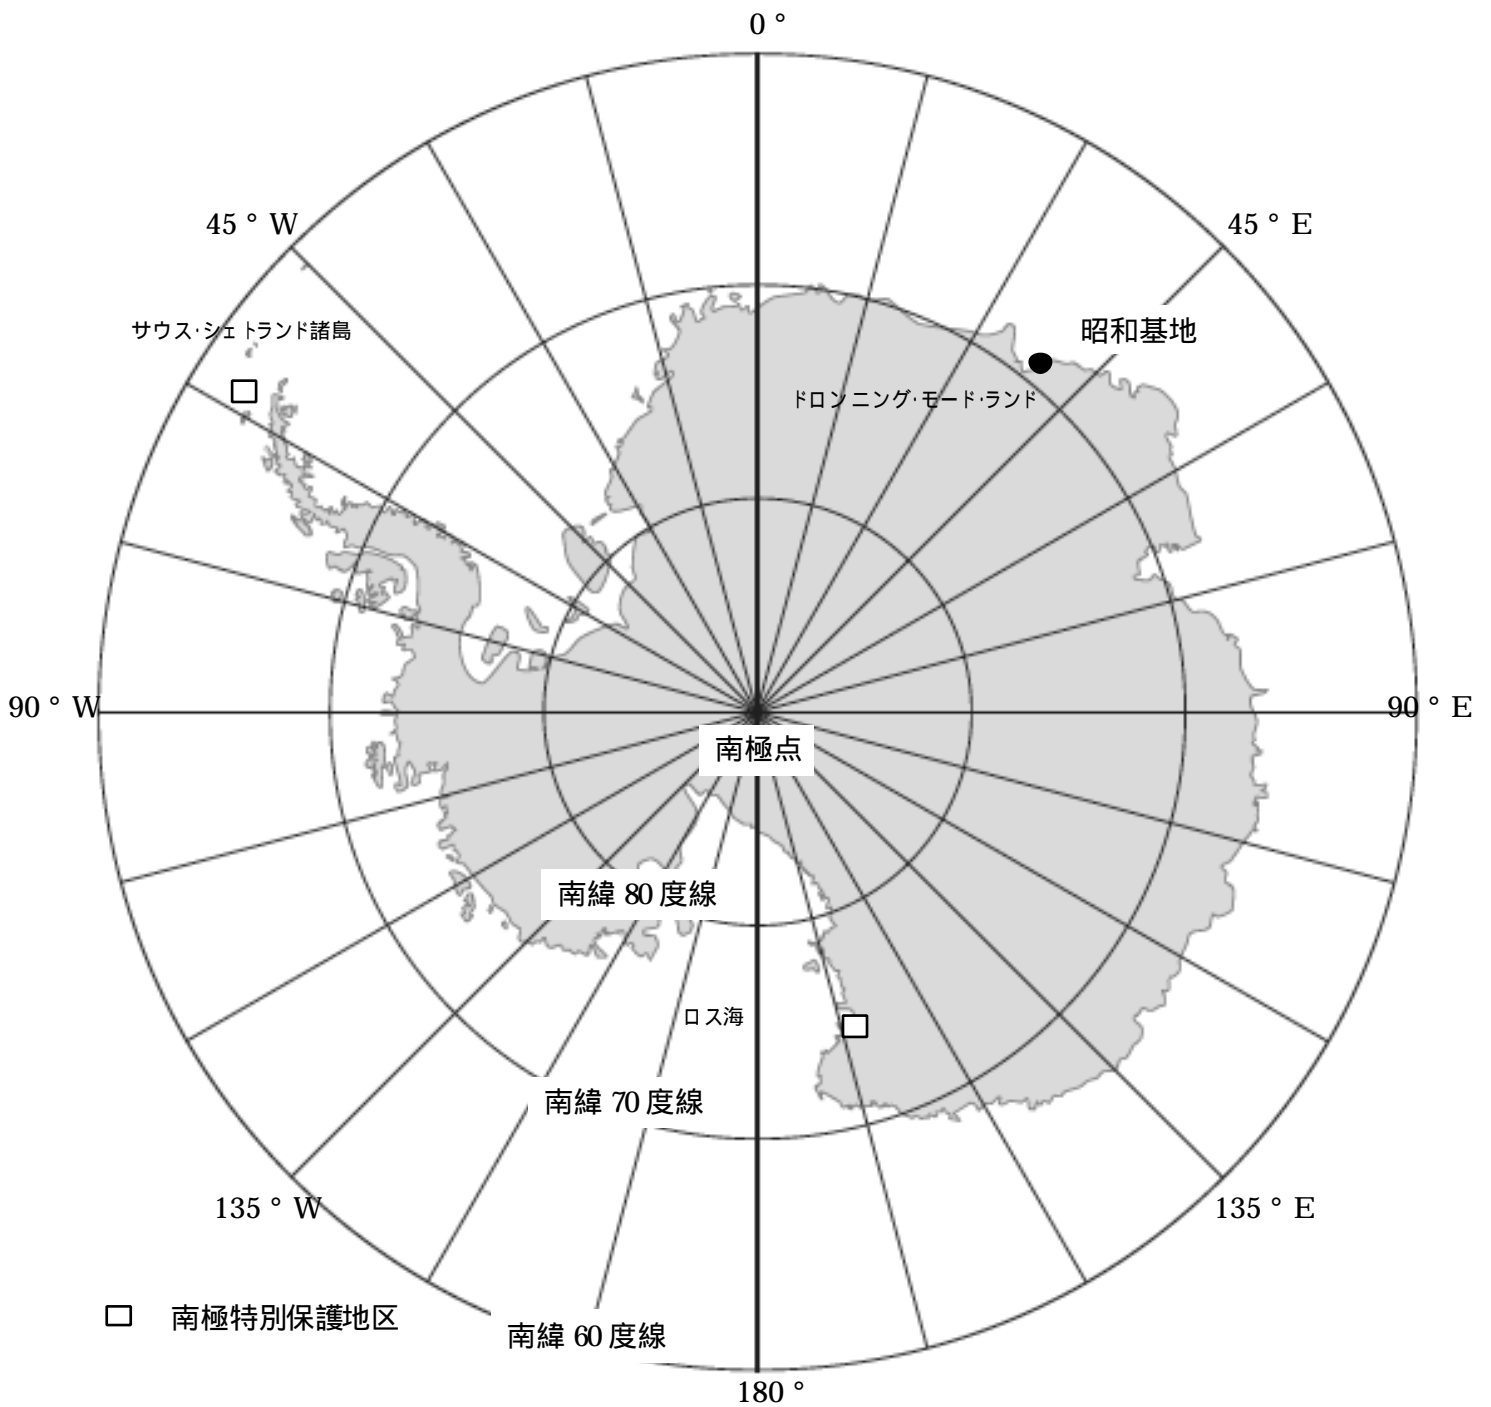 0 °
45 ° W
45 ° E
サウス・シェトランド諸島
昭和基地
ドロンニング・モード・ランド
90 ° W
90 ° E
南極点
南緯 80 度線
ロス海
南緯 70 度線
135 ° W
135 ° E
南極特別保護地区
南緯 60 度線
180 °